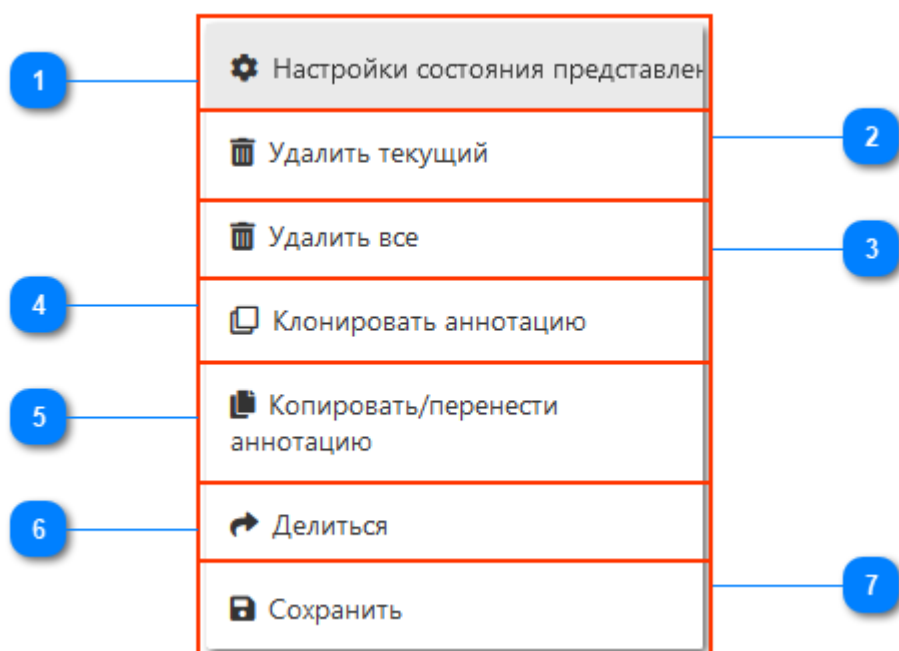 1
Настройки состояния представлен
2
Удалить текущий
Удалить все
3
4
Клонировать аннотацию
5
Копировать/перенести
аннотацию
6
Делиться
7
Сохранить